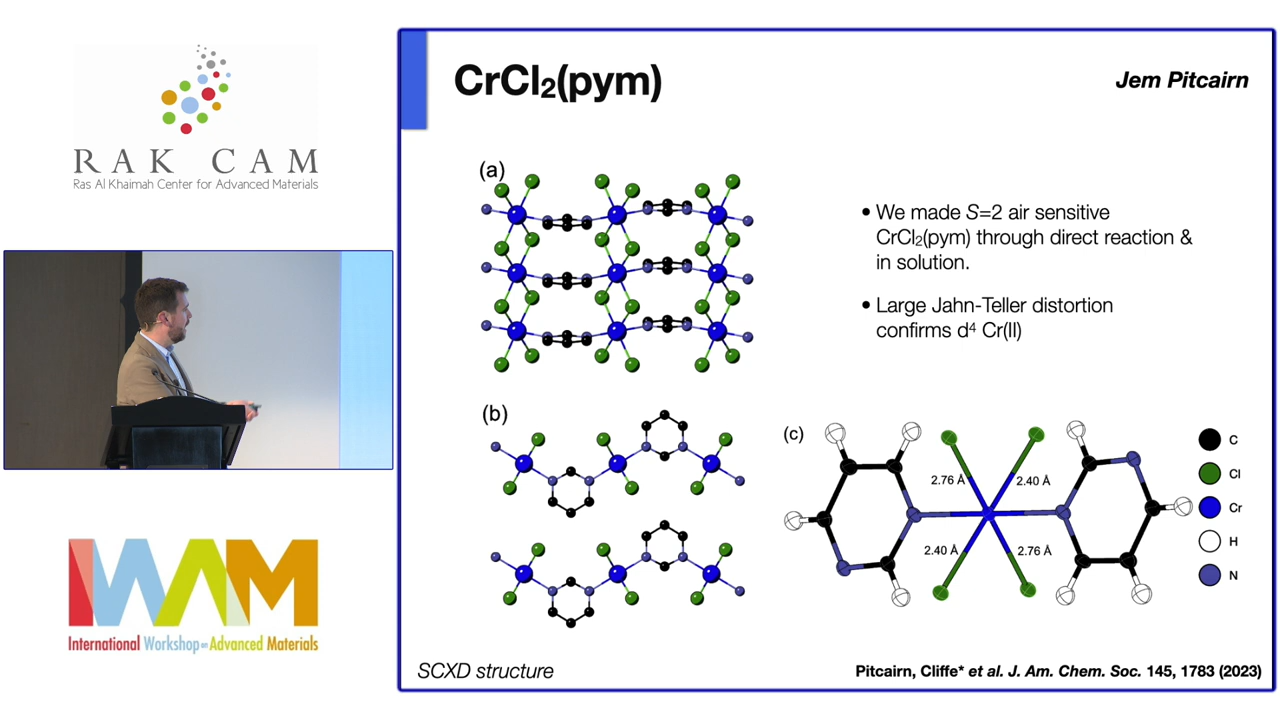 RAK CAM
Ras Al Khaimah Center for Advanced Materials
IWAM
International Workshop on Advanced Materials
CrCl₂(pym)
Jem Pitcairn
(a)
• We made S=2 air sensitive
CrCl₂(pym) through direct reaction &
in solution.
• Large Jahn-Teller distortion
confirms d⁴ Cr(II)
(b)
(c)
2.76 Å
2.40 Å
2.40 Å
2.76 Å
C
Cl
Cr
H
N
SCXD structure
Pitcairn, Cliffe* et al. J. Am. Chem. Soc. 145, 1783 (2023)